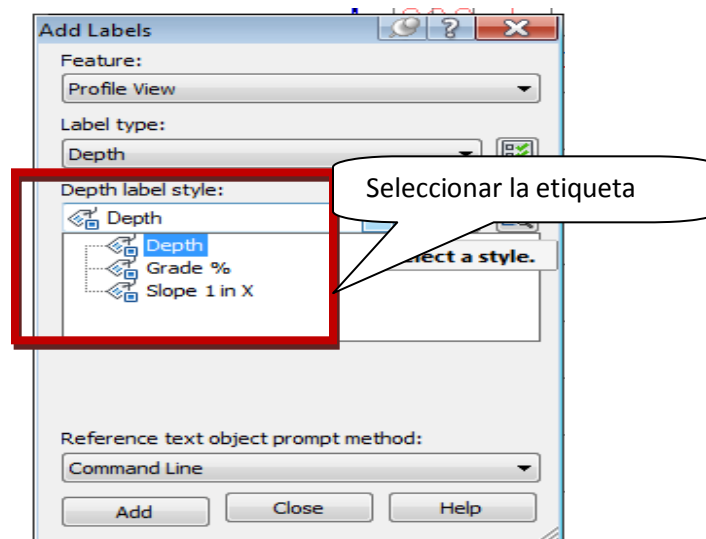 Add Labels
Feature:
Profile View
Label type:
Depth
Depth label style:
Seleccionar la etiqueta
Depth
Depth
a style.
Grade %
Slope 1 in X
Reference text object prompt method:
Command Line
Add
Close
Help